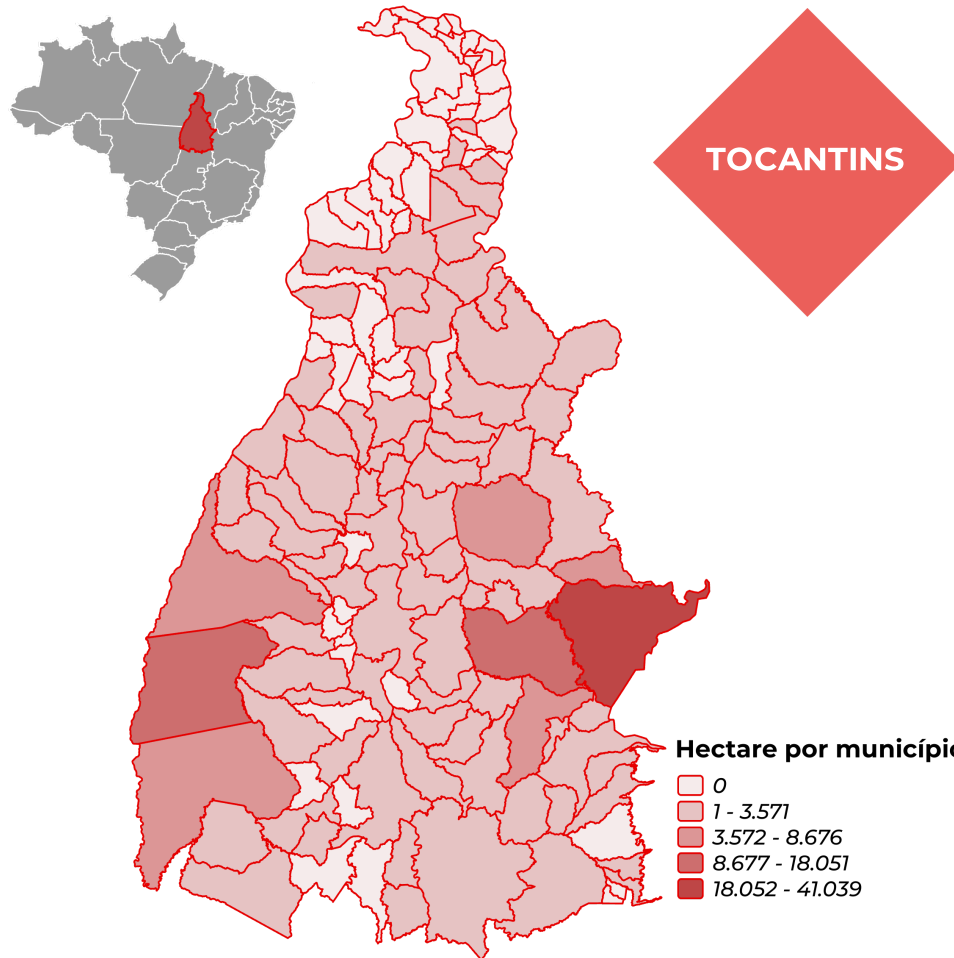 TOCANTINS
Hectare por município
0
1 - 3.571
3.572 - 8.676
8.677 - 18.051
18.052 - 41.039